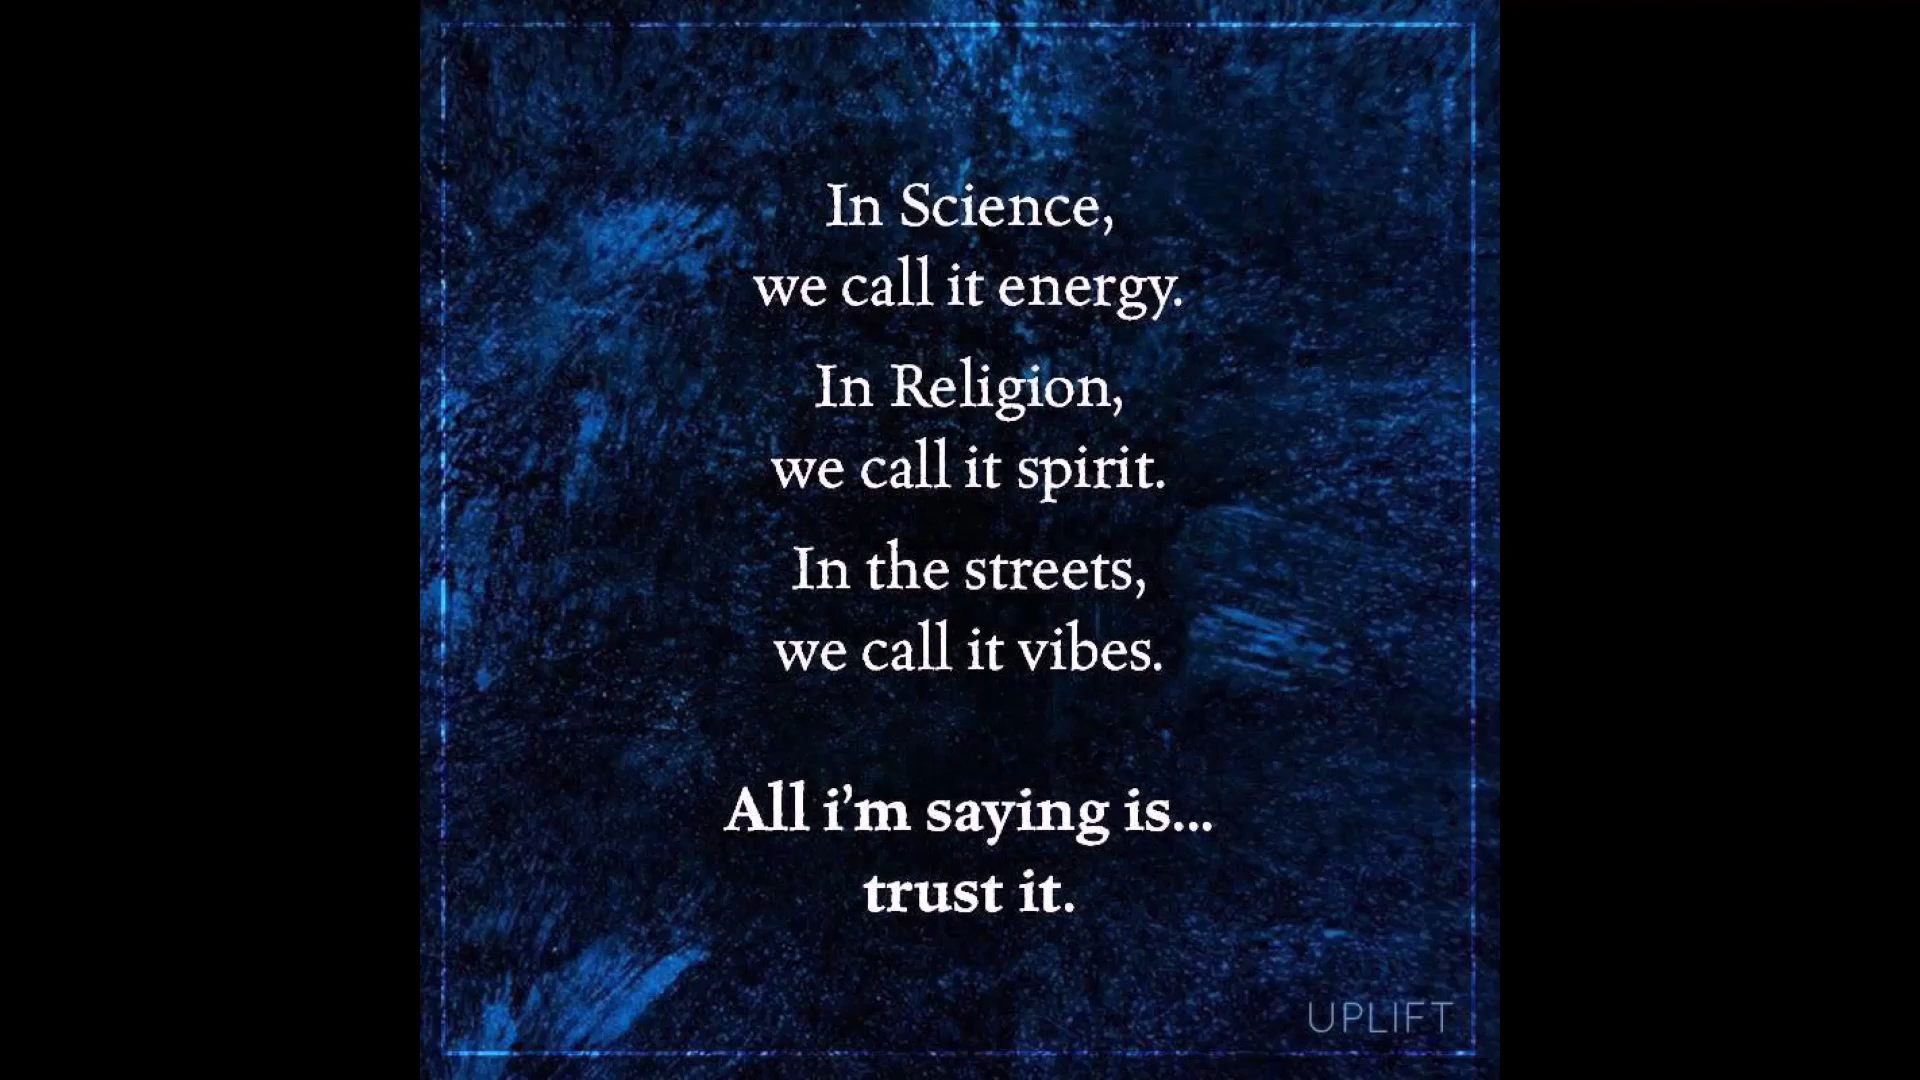 In Science,
we call it energy.
In Religion,
we call it spirit.
In the streets,
we call it vibes.
All i'm saying is...
trust it.
UPLIFT